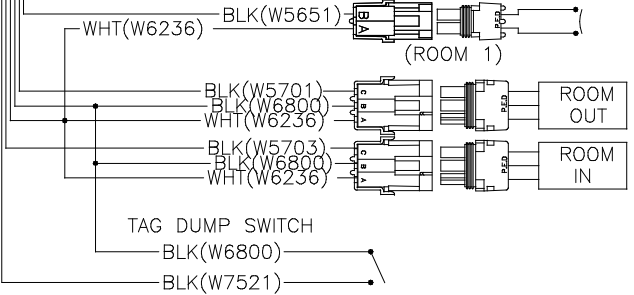 BLK(W5651)
B
WHT(W6236)
A
P.E.D
(ROOM 1)
BLK(W5701)
C
BLK(W6800)
B
WHT(W6236)
A
P.E.D
ROOM
OUT
BLK(W5703)
C
BLK(W6800)
B
WHT(W6236)
A
P.E.D
ROOM
IN
TAG DUMP SWITCH
BLK(W6800)
BLK(W7521)